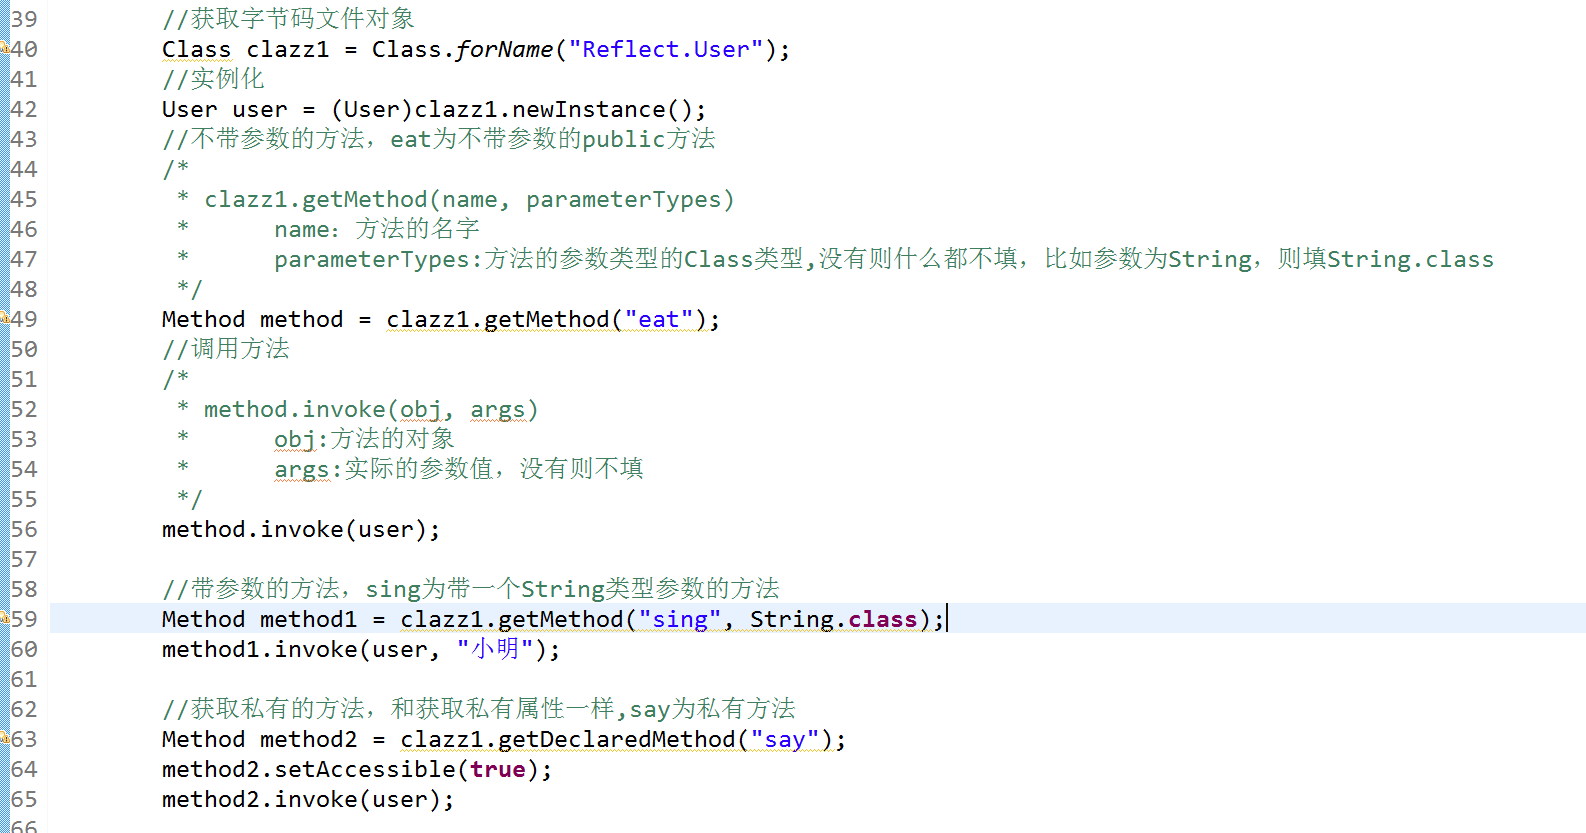 39 //获取字节码文件对象
40 Class clazz1 = Class.forName("Reflect.User");
41 //实例化
42 User user = (User)clazz1.newInstance();
43 //不带参数的方法，eat为不带参数的public方法
44 /*
45 * clazz1.getMethod(name, parameterTypes)
46 * name：方法的名字
47 * parameterTypes:方法的参数类型的Class类型,没有则什么都不填，比如参数为String，则填String.class
48 */
49 Method method = clazz1.getMethod("eat");
50 //调用方法
51 /*
52 * method.invoke(obj, args)
53 * obj:方法的对象
54 * args:实际的参数值，没有则不填
55 */
56 method.invoke(user);
57
58 //带参数的方法，sing为带一个String类型参数的方法
59 Method method1 = clazz1.getMethod("sing", String.class);
60 method1.invoke(user, "小明");
61
62 //获取私有的方法，和获取私有属性一样,say为私有方法
63 Method method2 = clazz1.getDeclaredMethod("say");
64 method2.setAccessible(true);
65 method2.invoke(user);
66